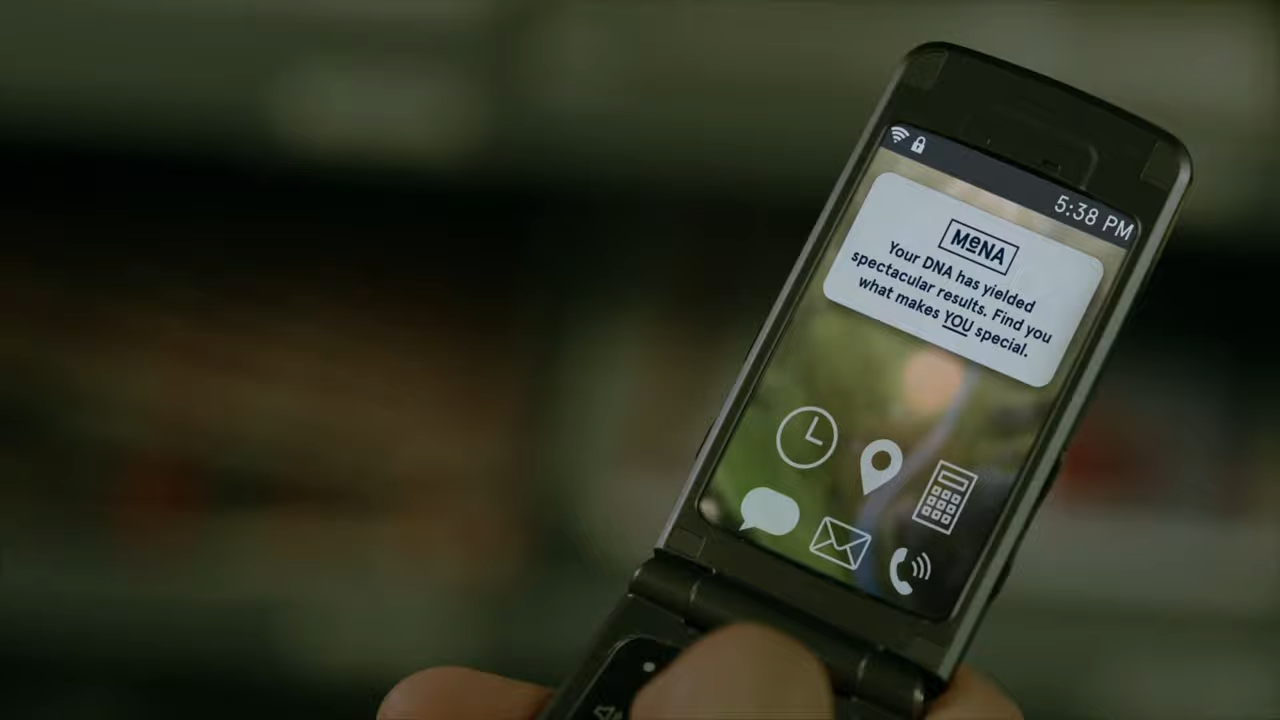 5:38 PM
MeNA
Your DNA has yielded
spectacular results. Find you
what makes YOU special.